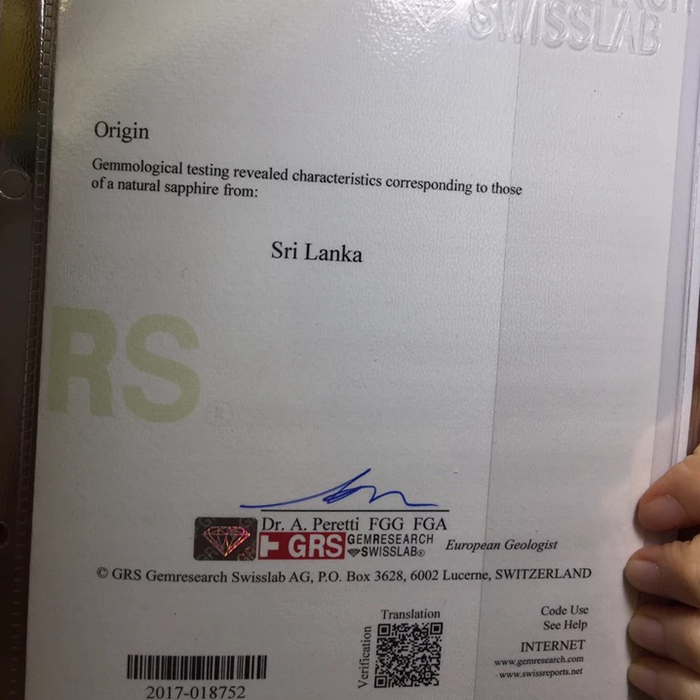 SWISSLAB
Origin
Gemmological testing revealed characteristics corresponding to those
of a natural sapphire from:
Sri Lanka
RS
Dr. A. Peretti FGG FGA
GRS GEMRESEARCH
SWISSLAB®
European Geologist
© GRS Gemresearch Swisslab AG, P.O. Box 3628, 6002 Lucerne, SWITZERLAND
Translation
Verification
Code Use
See Help
INTERNET
www.gemresearch.com
www.swissreports.net
2017-018752